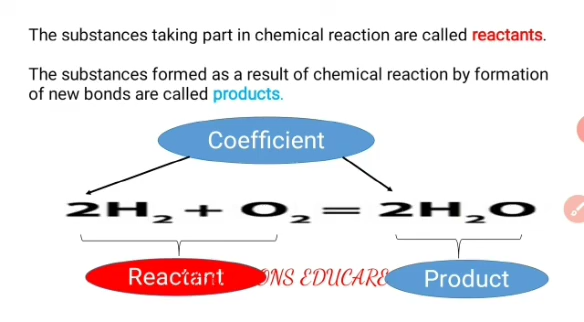 The substances taking part in chemical reaction are called reactants.
The substances formed as a result of chemical reaction by formation
of new bonds are called products.
Coefficient
2H₂ + O₂ = 2H₂O
Reactant
EDUCARE
Product